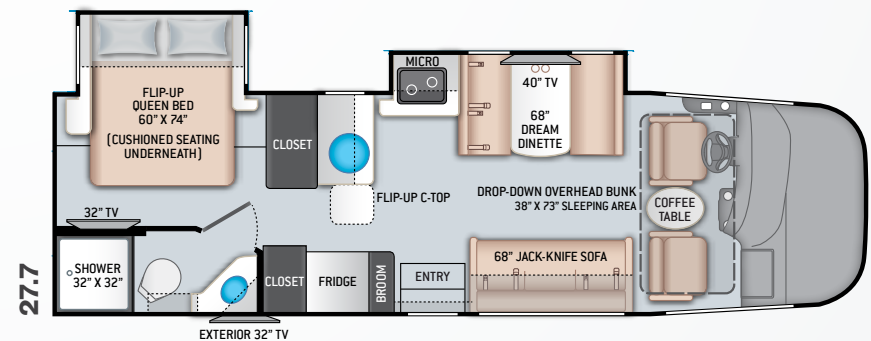 FLIP-UP
QUEEN BED
60" X 74"
(CUSHIONED SEATING
UNDERNEATH)
CLOSET
MICRO
40" TV
68"
DREAM
DINETTE
FLIP-UP C-TOP
DROP-DOWN OVERHEAD BUNK
38" X 73" SLEEPING AREA
COFFEE
TABLE
32" TV
SHOWER
32" X 32"
CLOSET
FRIDGE
BROOM
ENTRY
68" JACK-KNIFE SOFA
EXTERIOR 32" TV
27.7